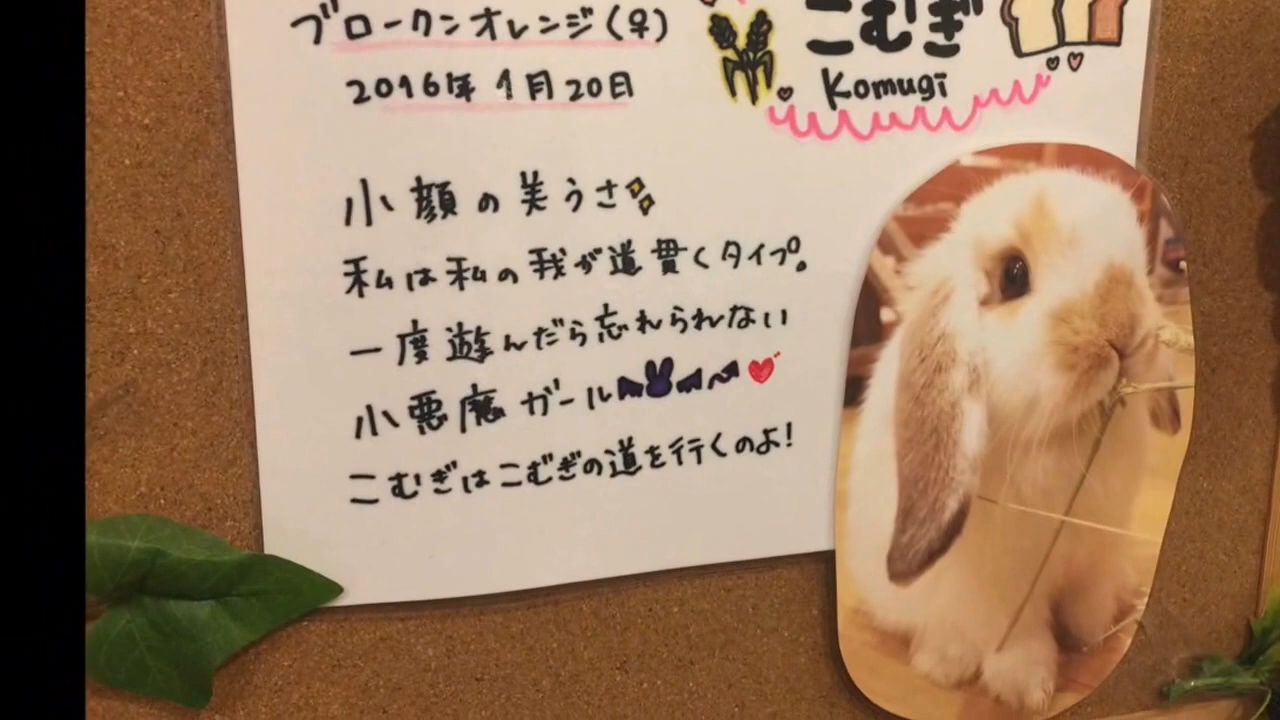 ブロークンオレンジ(♀)
2016年 1月20日
こむぎ
Komugi
小顔の美うさ
私は私の我が道貫くタイプ。
一度遊んだら忘れられない
小悪魔ガール
こむぎはこむぎの道を行くのよ!